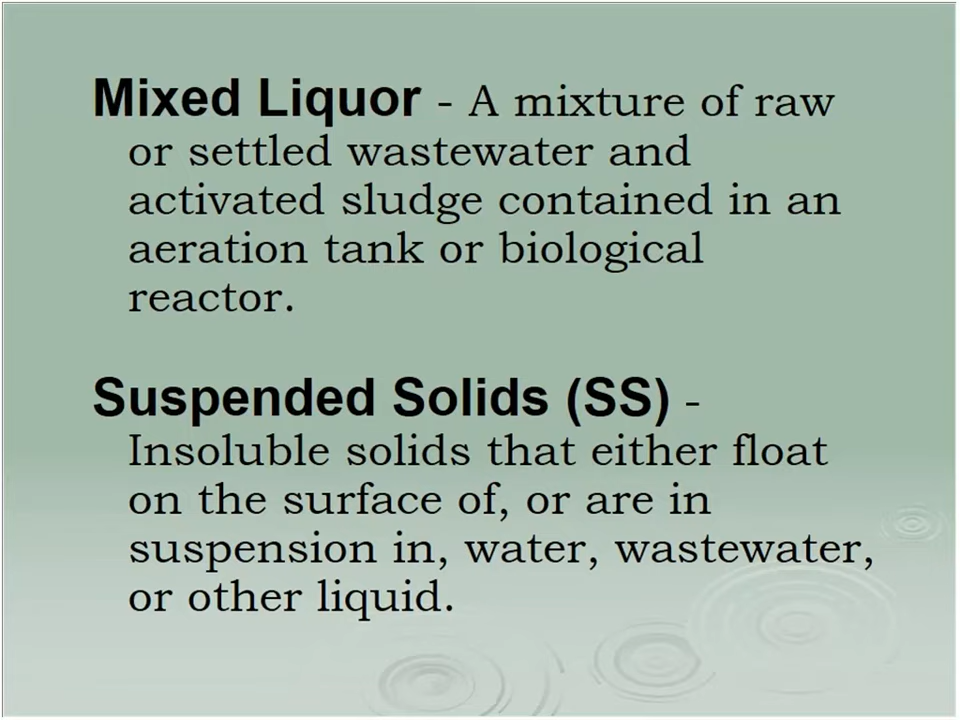 Mixed Liquor - A mixture of raw
or settled wastewater and
activated sludge contained in an
aeration tank or biological
reactor.
Suspended Solids (SS) -
Insoluble solids that either float
on the surface of, or are in
suspension in, water, wastewater,
or other liquid.